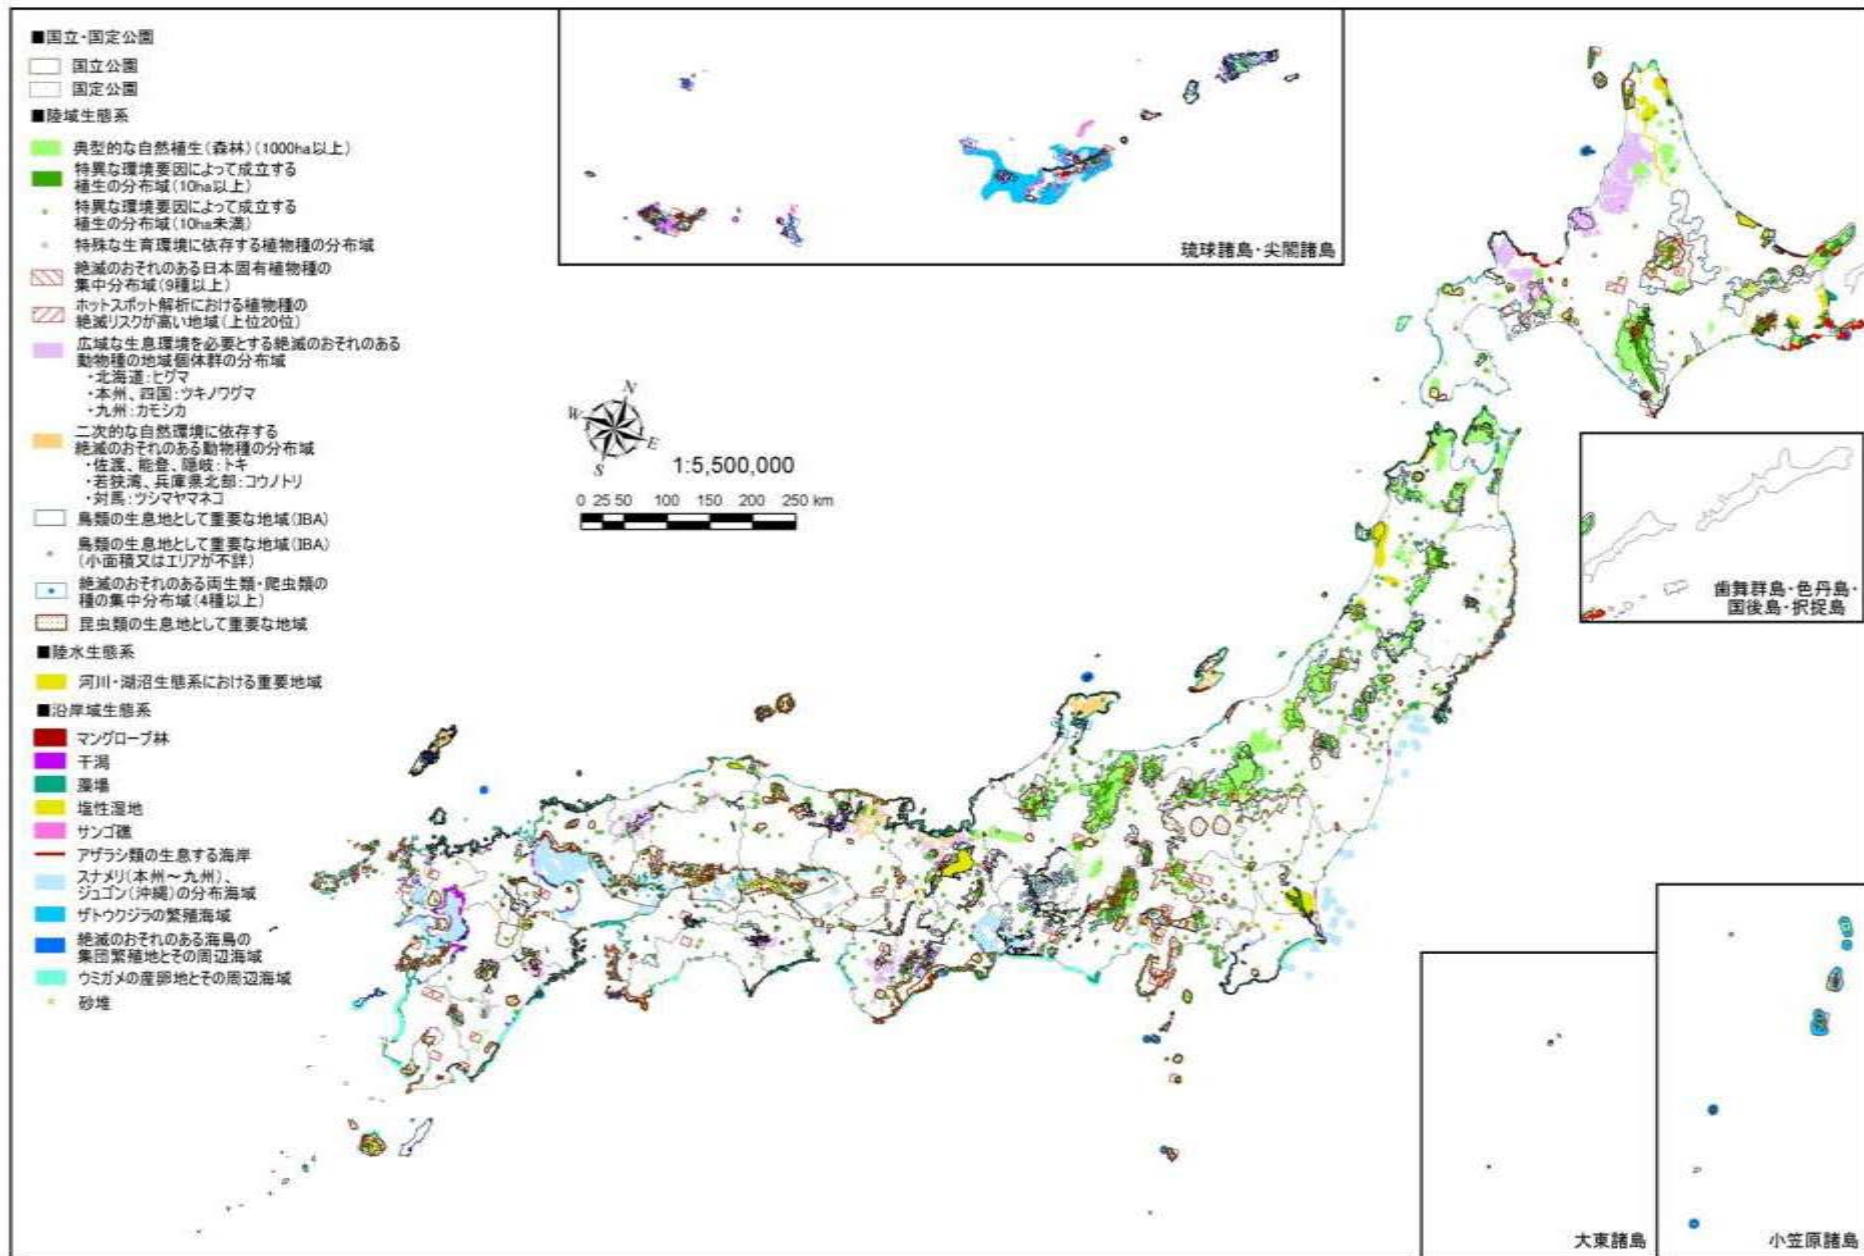 ■国立・国定公園
国立公園
国定公園
■陸域生態系
典型的な自然植生(森林)(1000ha以上)
特異な環境要因によって成立する
植生の分布域(10ha以上)
特異な環境要因によって成立する
植生の分布域(10ha未満)
特殊な生育環境に依存する植物種の分布域
絶滅のおそれのある日本固有植物種の
集中分布域(9種以上)
ホットスポット解析における植物種の
絶滅リスクが高い地域(上位20位)
広域な生息環境を必要とする絶滅のおそれのある
動物種の地域個体群の分布域
・北海道:ヒグマ
・本州、四国:ツキノワグマ
・九州:カモシカ
二次的な自然環境に依存する
絶滅のおそれのある動物種の分布域
・佐渡、能登、隠岐:トキ
・若狭湾、兵庫県北部:コウノトリ
・対馬:ツシマヤマネコ
鳥類の生息地として重要な地域(IBA)
鳥類の生息地として重要な地域(IBA)
(小面積又はエリアが不詳)
絶滅のおそれのある両生類・爬虫類の
種の集中分布域(4種以上)
昆虫類の生息地として重要な地域
■陸水生態系
河川・湖沼生態系における重要地域
■沿岸域生態系
マングローブ林
干潟
藻場
塩性湿地
サンゴ礁
アザラシ類の生息する海岸
スナメリ(本州～九州)、
ジュゴン(沖縄)の分布海域
ザトウクジラの繁殖海域
絶滅のおそれのある海鳥の
集団繁殖地とその周辺海域
ウミガメの産卵地とその周辺海域
砂堆
琉球諸島・尖閣諸島
N
W
E
S
1:5,500,000
0 25 50 100 150 200 250 km
歯舞群島・色丹島・
国後島・択捉島
大東諸島
小笠原諸島